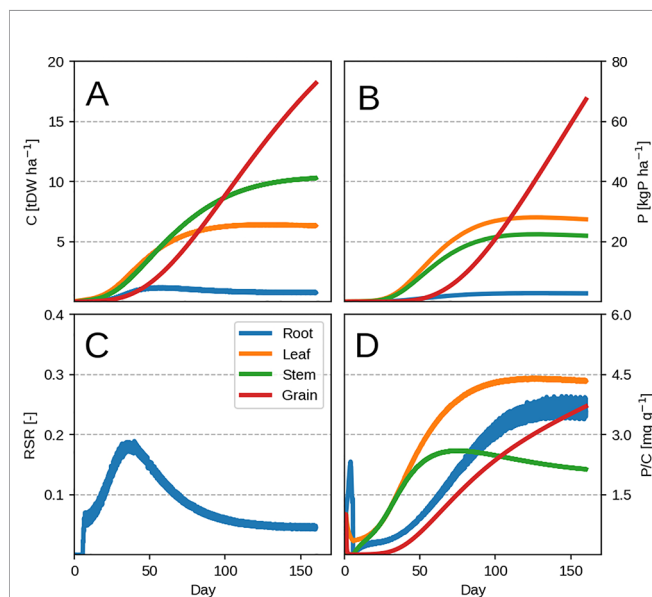 A
B
20
15
10
5
C [tDW ha⁻¹]
80
60
40
20
P [kgP ha⁻¹]
C
D
0.4
0.3
0.2
0.1
RSR [-]
Root
Leaf
Stem
Grain
6.0
4.5
3.0
1.5
P/C [mg g⁻¹]
0 50 100 150
Day
0 50 100 150
Day